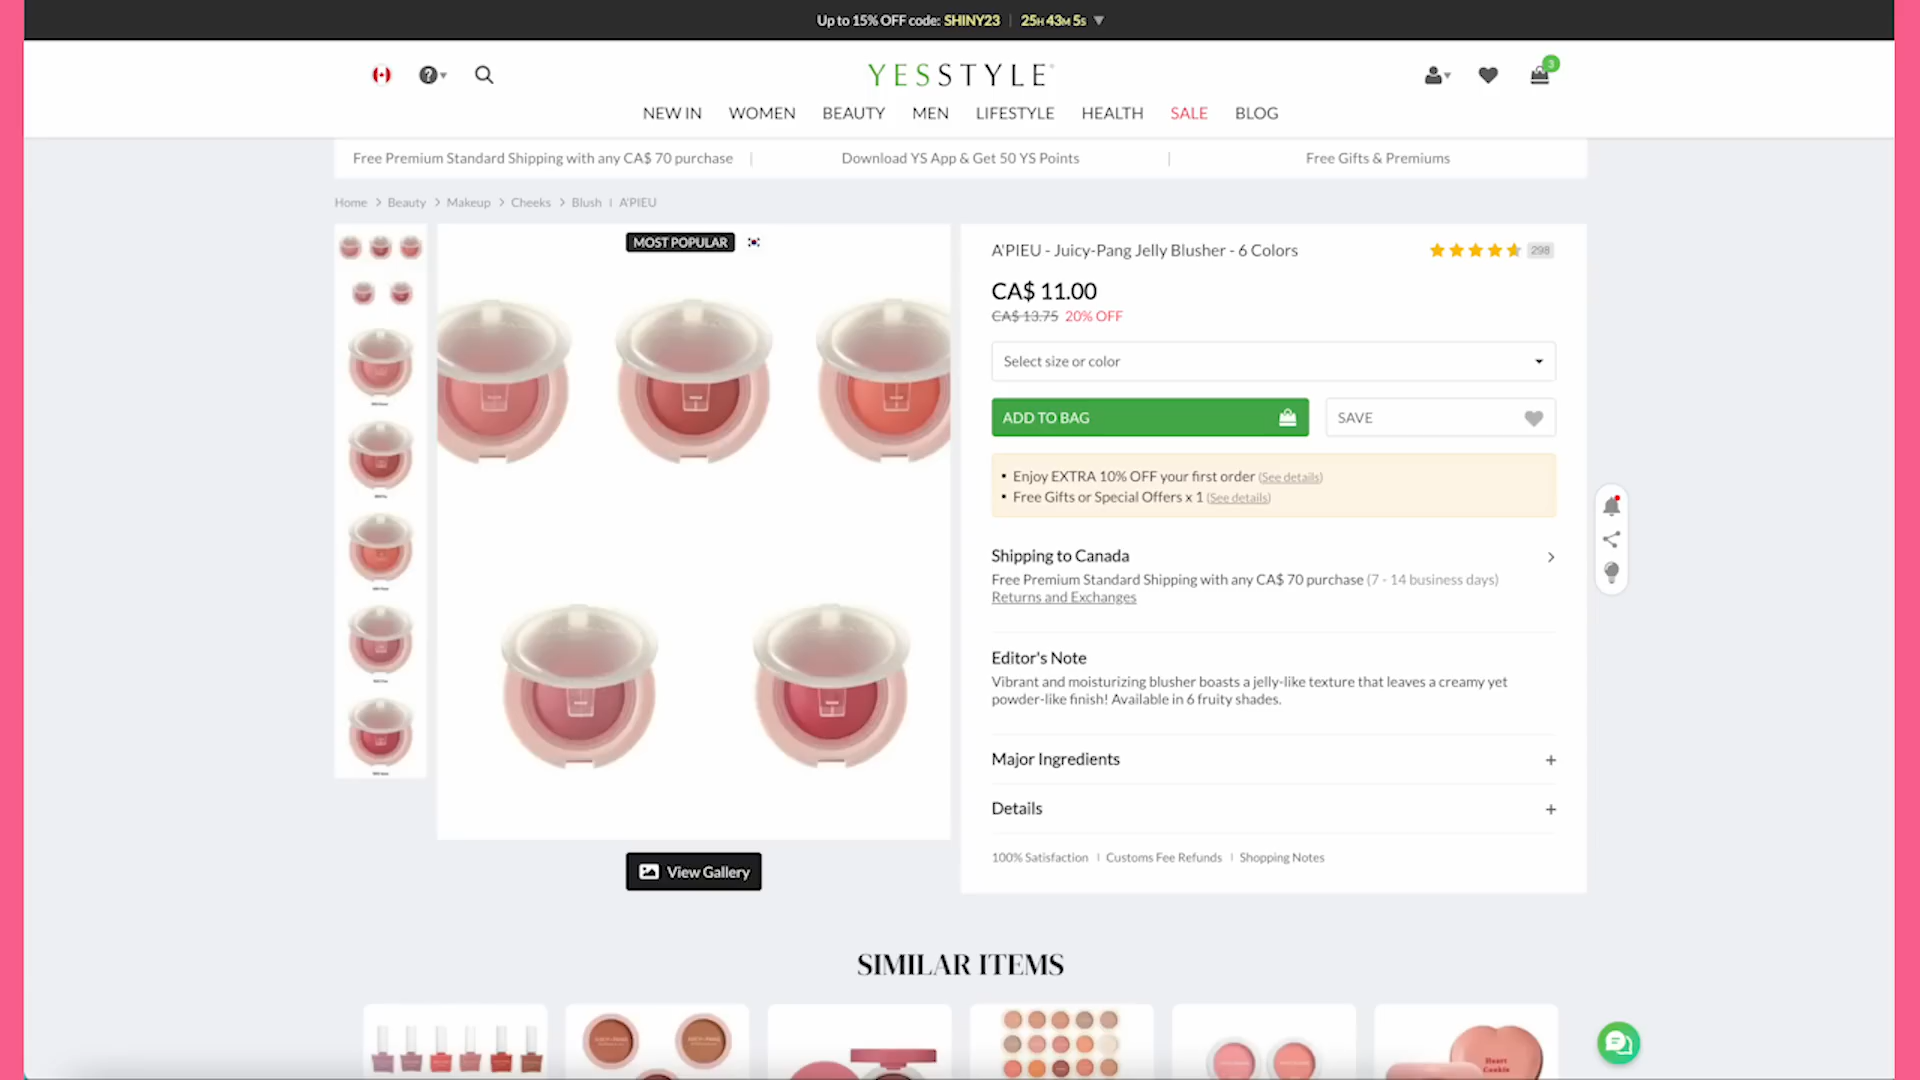 Up to 15% OFF code: SHINY23 | 25H 43M 5S
3
YESSTYLE
NEW IN WOMEN BEAUTY MEN LIFESTYLE HEALTH SALE BLOG
Free Premium Standard Shipping with any CA$ 70 purchase | Download YS App & Get 50 YS Points | Free Gifts & Premiums
Home > Beauty > Makeup > Cheeks > Blush | A'PIEU
MOST POPULAR
A'PIEU - Juicy-Pang Jelly Blusher - 6 Colors
298
CA$ 11.00
CA$ 13.75 20% OFF
Select size or color
ADD TO BAG
SAVE
• Enjoy EXTRA 10% OFF your first order (See details)
• Free Gifts or Special Offers x 1 (See details)
Shipping to Canada
Free Premium Standard Shipping with any CA$ 70 purchase (7 - 14 business days)
Returns and Exchanges
Editor's Note
Vibrant and moisturizing blusher boasts a jelly-like texture that leaves a creamy yet
powder-like finish! Available in 6 fruity shades.
Major Ingredients +
Details +
100% Satisfaction | Customs Fee Refunds | Shopping Notes
View Gallery
SIMILAR ITEMS
Heart
Cookie